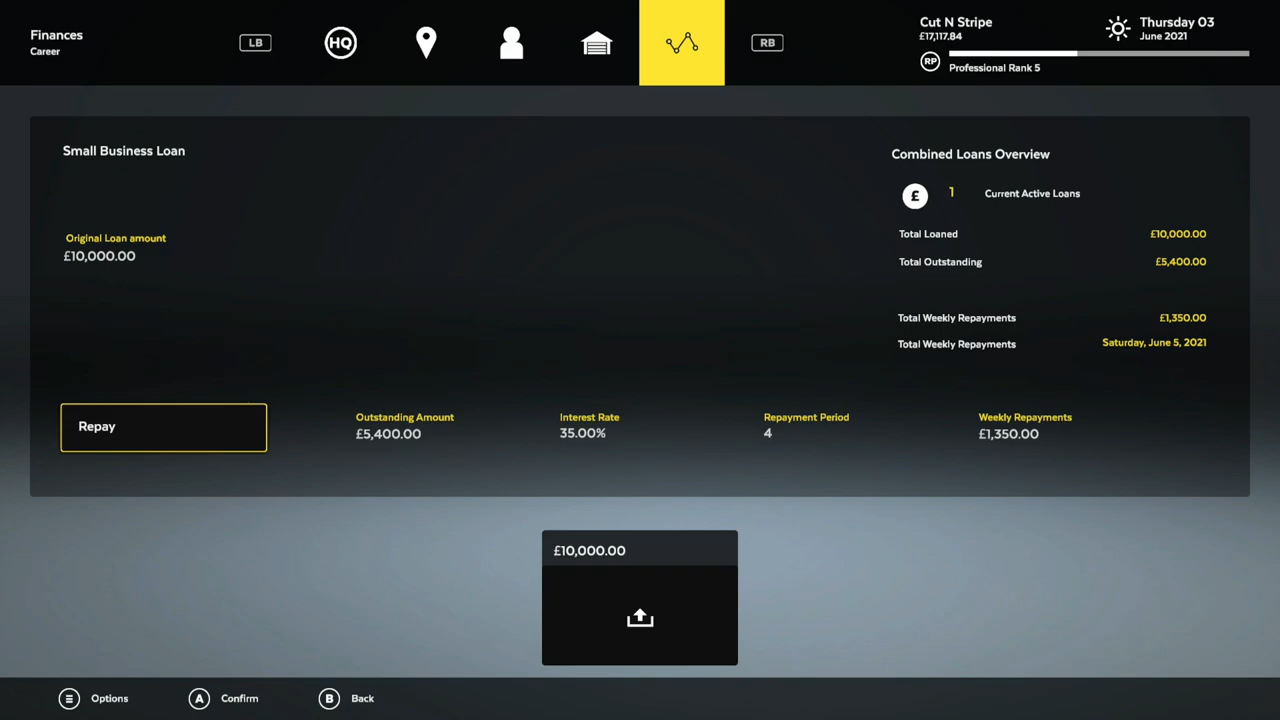 Finances
Career
LB
HQ
RB
Cut N Stripe
£17,117.84
RP
Professional Rank 5
Thursday 03
June 2021
Small Business Loan
Original Loan amount
£10,000.00
Combined Loans Overview
£ 1 Current Active Loans
Total Loaned £10,000.00
Total Outstanding £5,400.00
Total Weekly Repayments £1,350.00
Total Weekly Repayments Saturday, June 5, 2021
Repay
Outstanding Amount
£5,400.00
Interest Rate
35.00%
Repayment Period
4
Weekly Repayments
£1,350.00
£10,000.00
Options
A Confirm
B Back